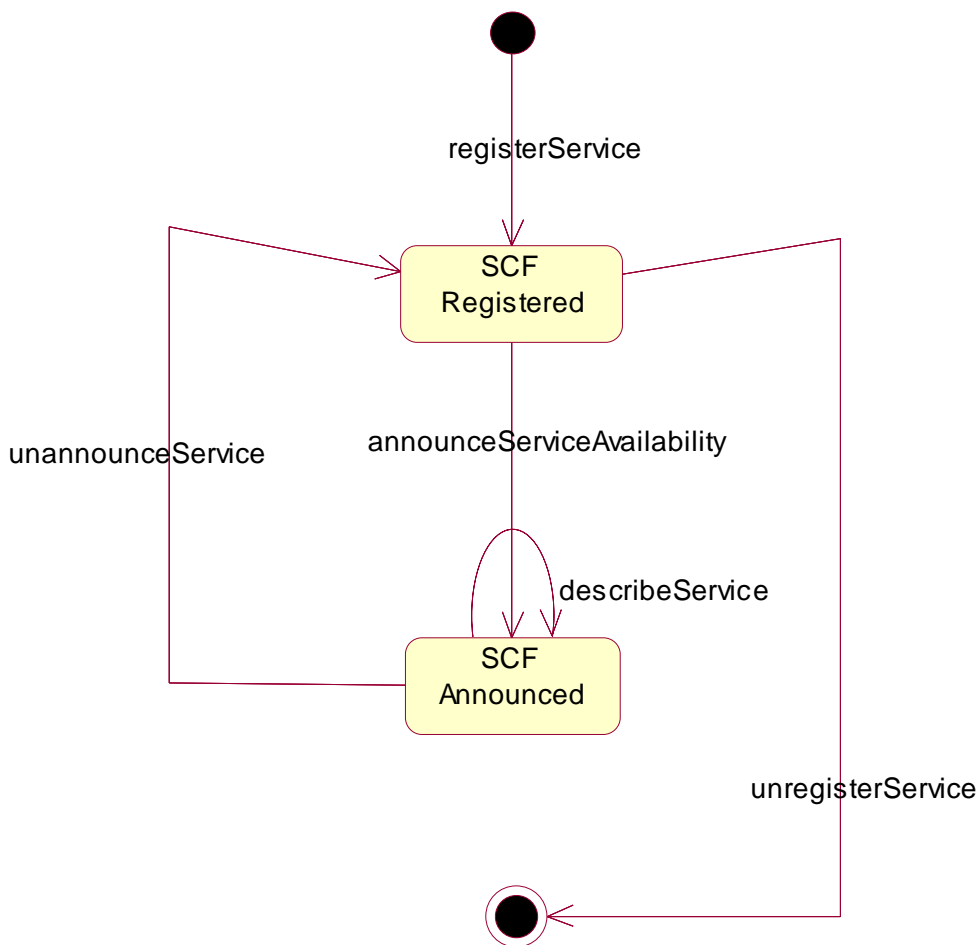 registerService
SCF
Registered
announceServiceAvailability
unannounceService
describeService
SCF
Announced
unregisterService